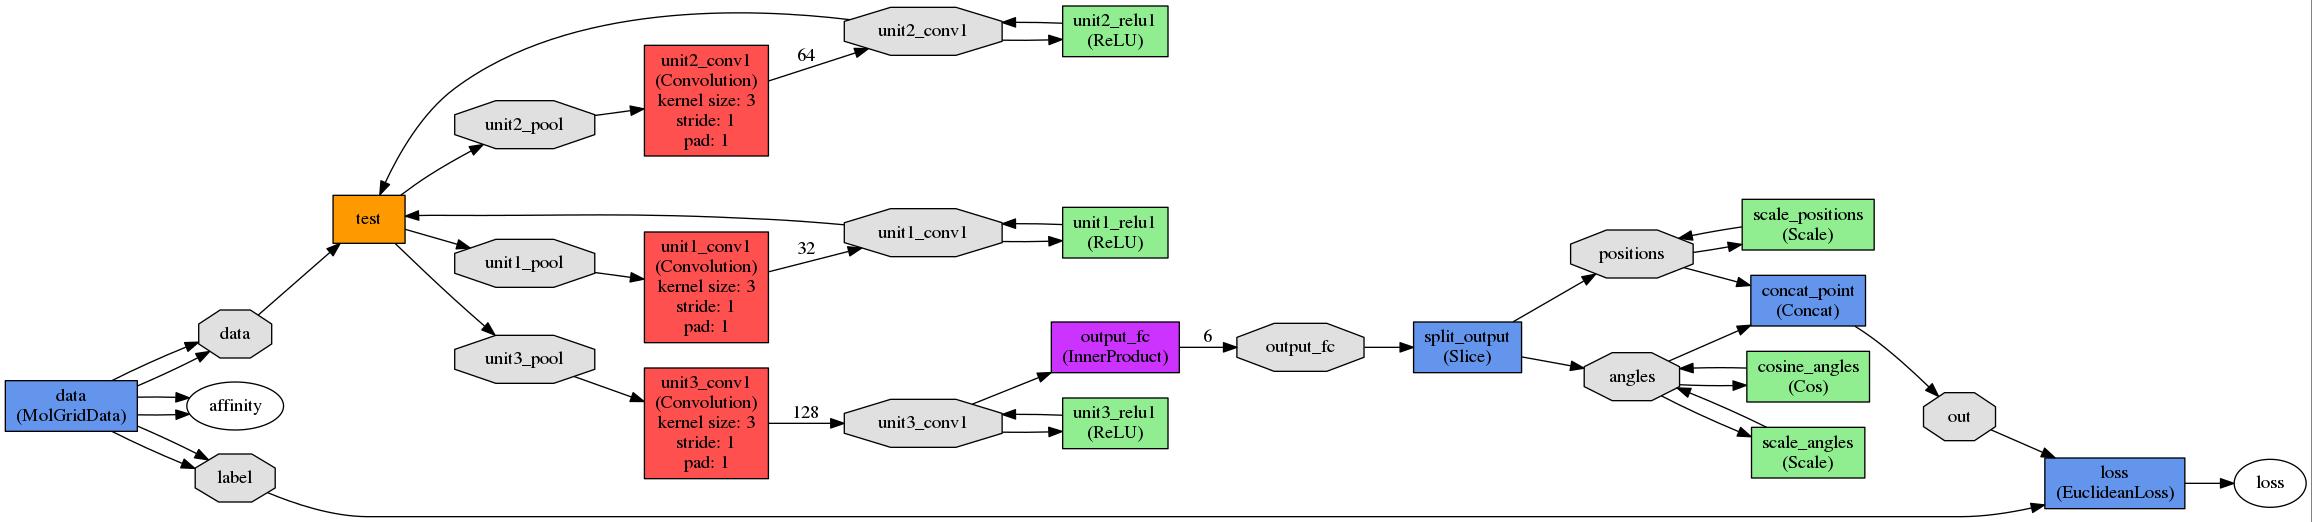 data
(MolGridData)
data
affinity
label
test
unit2_pool
unit1_pool
unit3_pool
unit2_conv1
(Convolution)
kernel size: 3
stride: 1
pad: 1
64
unit2_conv1
unit2_relu1
(ReLU)
unit1_conv1
(Convolution)
kernel size: 3
stride: 1
pad: 1
32
unit1_conv1
unit1_relu1
(ReLU)
unit3_conv1
(Convolution)
kernel size: 3
stride: 1
pad: 1
128
unit3_conv1
unit3_relu1
(ReLU)
output_fc
(InnerProduct)
6
output_fc
split_output
(Slice)
positions
angles
scale_positions
(Scale)
concat_point
(Concat)
cosine_angles
(Cos)
scale_angles
(Scale)
out
loss
(EuclideanLoss)
loss